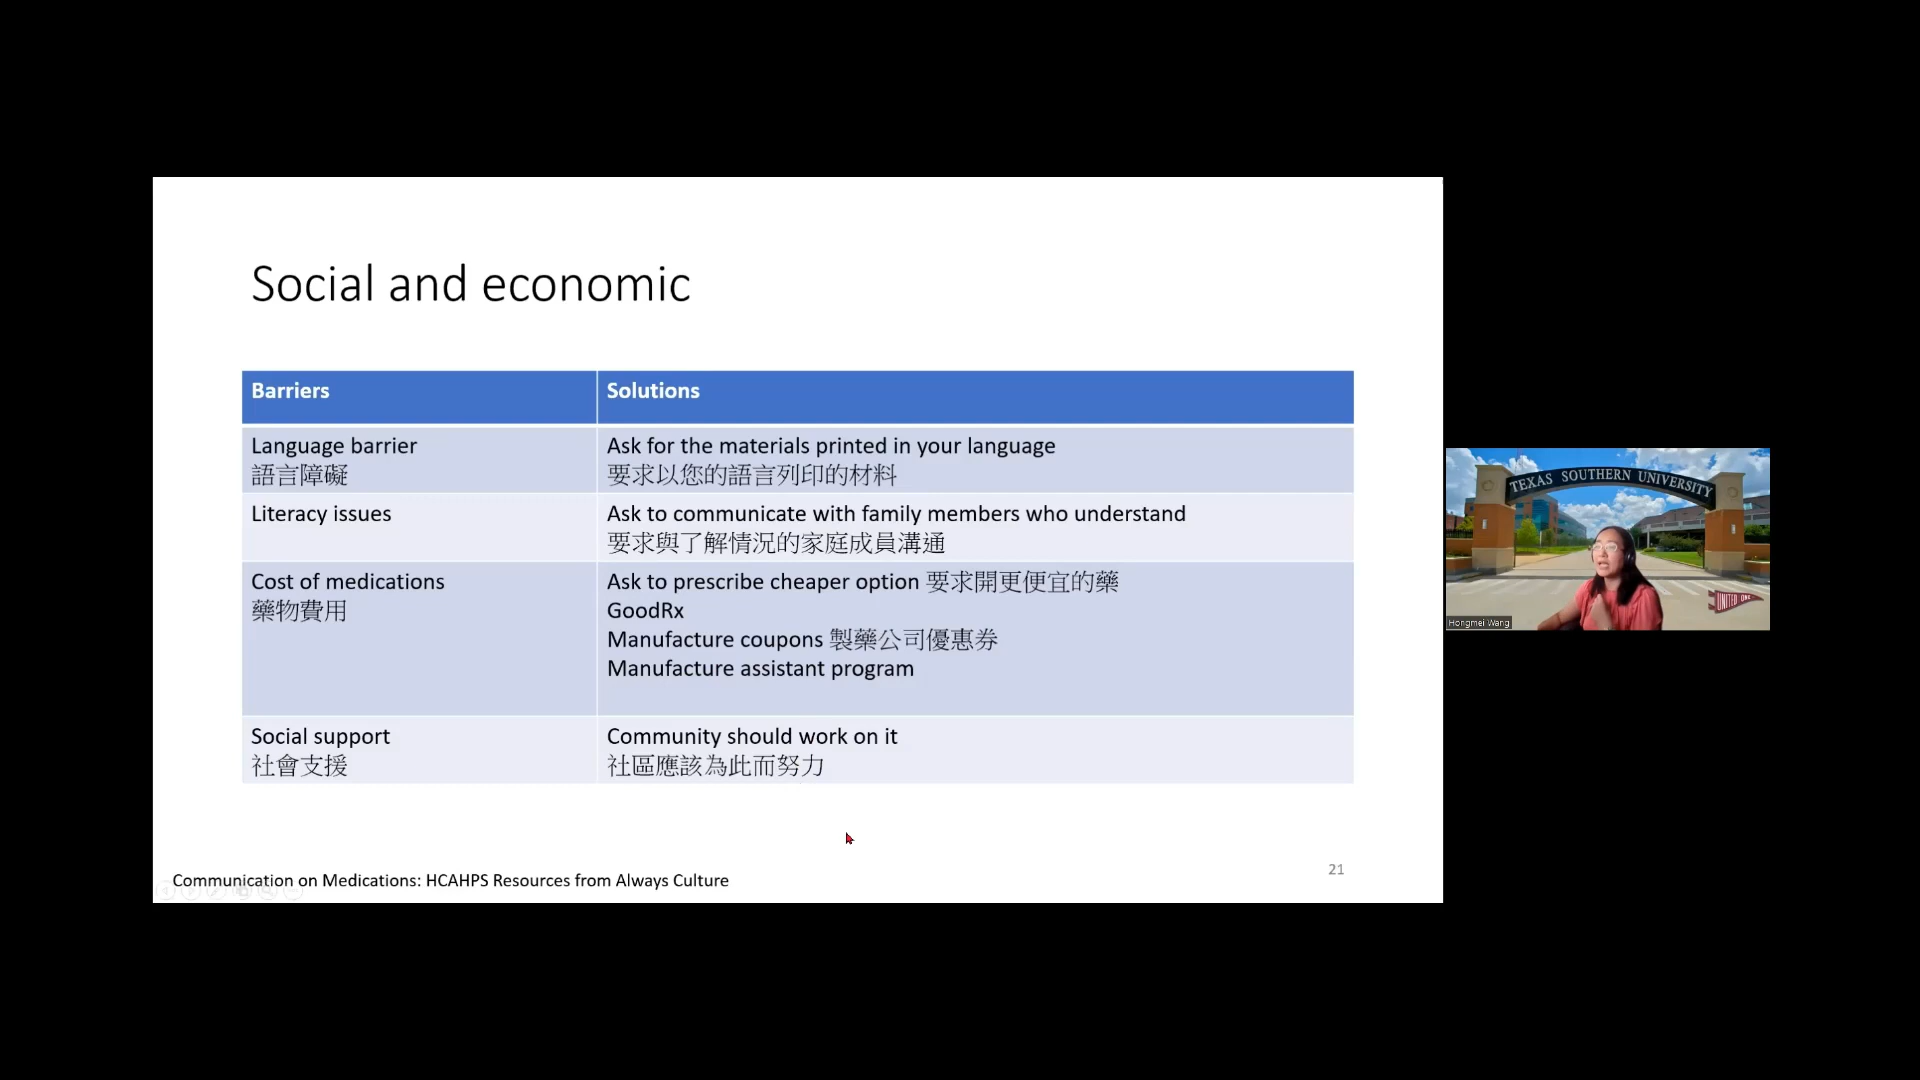 Social and economic
Barriers
Solutions
Language barrier
語言障礙
Ask for the materials printed in your language
要求以您的語言列印的材料
Literacy issues
Ask to communicate with family members who understand
要求與了解情況的家庭成員溝通
Cost of medications
藥物費用
Ask to prescribe cheaper option 要求開更便宜的藥
GoodRx
Manufacture coupons 製藥公司優惠券
Manufacture assistant program
Social support
社會支援
Community should work on it
社區應該為此而努力
Communication on Medications: HCAHPS Resources from Always Culture
21
TEXAS SOUTHERN UNIVERSITY
UNITED ONE
Hongmei Wang